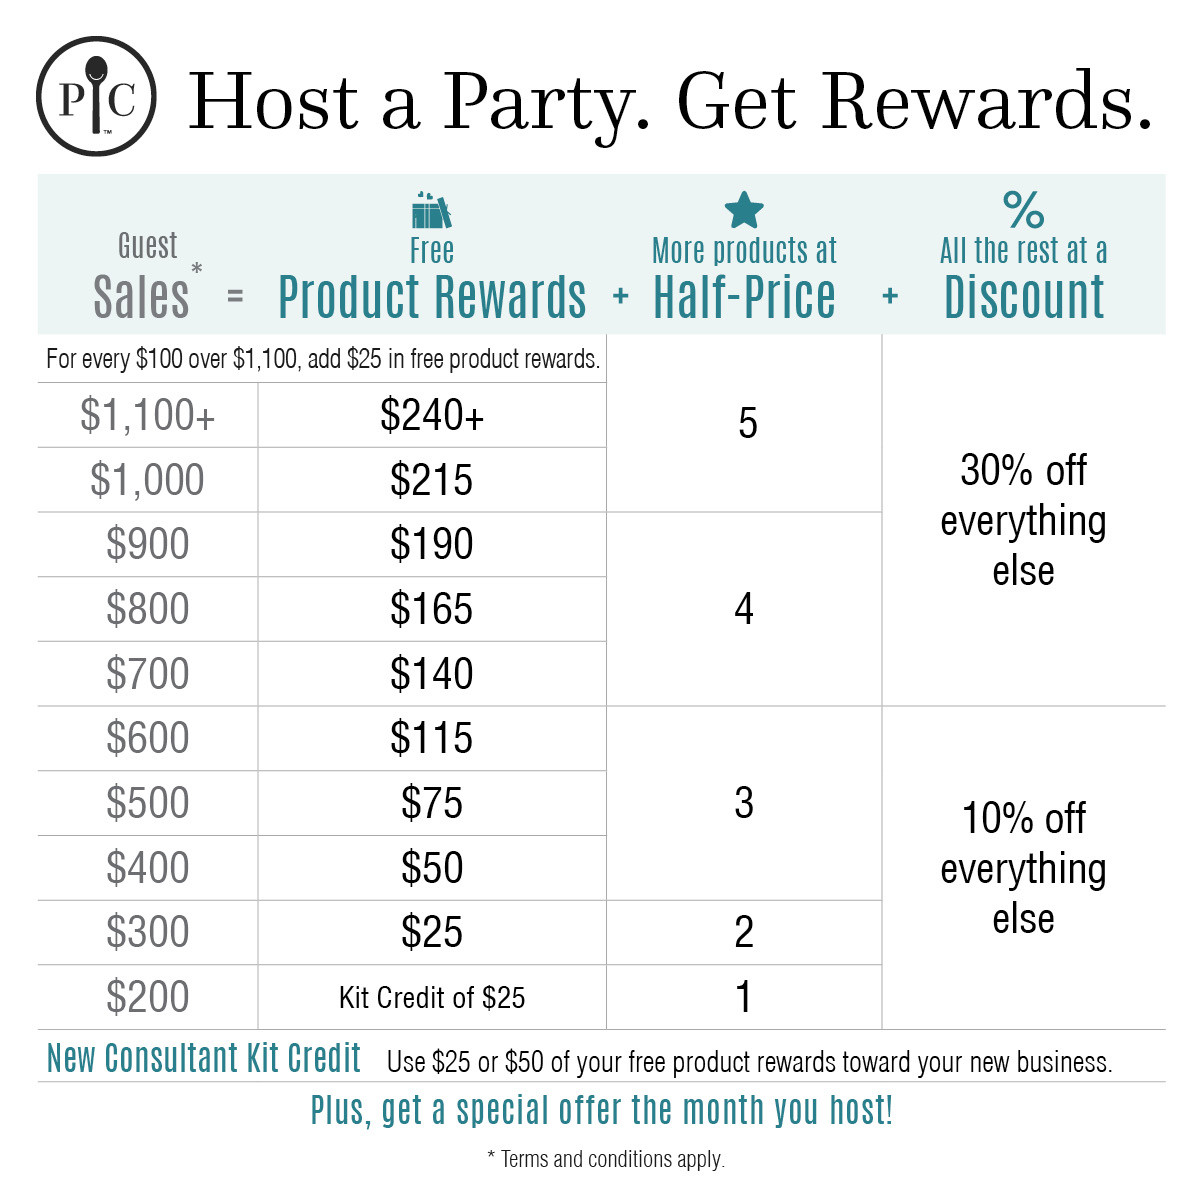 P C ™
Host a Party. Get Rewards.
Guest
Sales* =
Free
Product Rewards +
More products at
Half-Price +
%
All the rest at a
Discount
For every $100 over $1,100, add $25 in free product rewards.
$1,100+ $240+
5
$1,000 $215
30% off
everything
else
$900 $190
$800 $165 4
$700 $140
$600 $115
$500 $75 3
10% off
everything
else
$400 $50
$300 $25 2
$200 Kit Credit of $25 1
New Consultant Kit Credit Use $25 or $50 of your free product rewards toward your new business.
Plus, get a special offer the month you host!
* Terms and conditions apply.